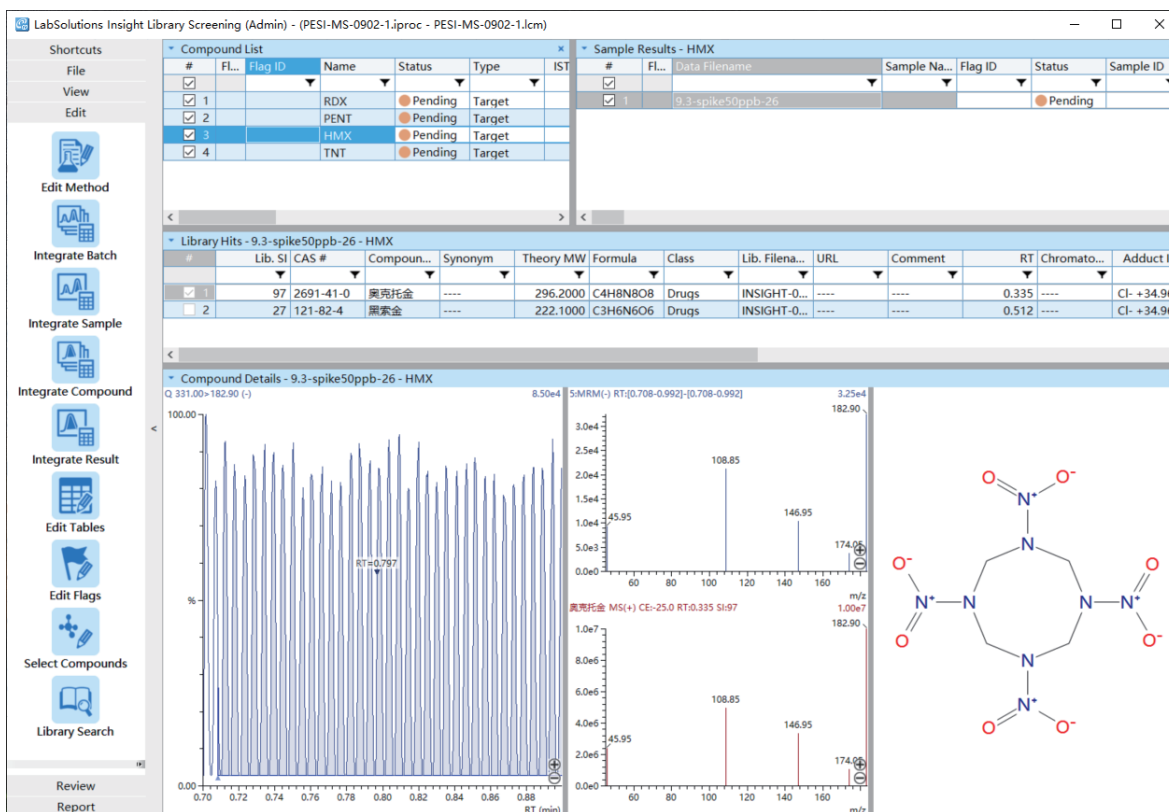 LabSolutions Insight Library Screening (Admin) - (PESI-MS-0902-1.iproc - PESI-MS-0902-1.lcm)
Shortcuts
File
View
Edit
Edit Method
Integrate Batch
Integrate Sample
Integrate Compound
Integrate Result
Edit Tables
Edit Flags
Select Compounds
Library Search
Review
Report
Compound List
# Fl... Flag ID Name Status Type IST
1 RDX Pending Target
2 PENT Pending Target
3 HMX Pending Target
4 TNT Pending Target
Sample Results - HMX
# Fl... Data Filename Sample Na... Flag ID Status Sample ID
1 9.3-spike50ppb-26 Pending
Library Hits - 9.3-spike50ppb-26 - HMX
# Lib. SI CAS # Compoun... Synonym Theory MW Formula Class Lib. Filena... URL Comment RT Chromato... Adduct I
1 97 2691-41-0 奥克托金 ---- 296.2000 C4H8N8O8 Drugs INSIGHT-0... ---- ---- 0.335 ---- Cl- +34.96
2 27 121-82-4 黑索金 ---- 222.1000 C3H6N6O6 Drugs INSIGHT-0... ---- ---- 0.512 ---- Cl- +34.96
Compound Details - 9.3-spike50ppb-26 - HMX
Q 331.00>182.90 (-) 8.50e4
100.00
%
0.00
RT=0.797
0.70 0.72 0.74 0.76 0.78 0.80 0.82 0.84 0.86 0.88
RT (min)
5:MRM(-) RT:[0.708-0.992]-[0.708-0.992] 3.25e4
182.90
3.0e4
2.5e4
2.0e4
1.5e4
1.0e4
5.0e3
0.0e0
45.95
108.85
146.95
174.05
60 80 100 120 140 160
m/z
奥克托金 MS(+) CE:-25.0 RT:0.335 SI:97 1.00e7
182.90
1.0e7
8.0e6
6.0e6
4.0e6
2.0e6
0.0e0
45.95
108.85
146.95
174.05
60 80 100 120 140 160
m/z
O N+ O-
N
O- N+ O N
N N+ O O-
N
O N+ O-